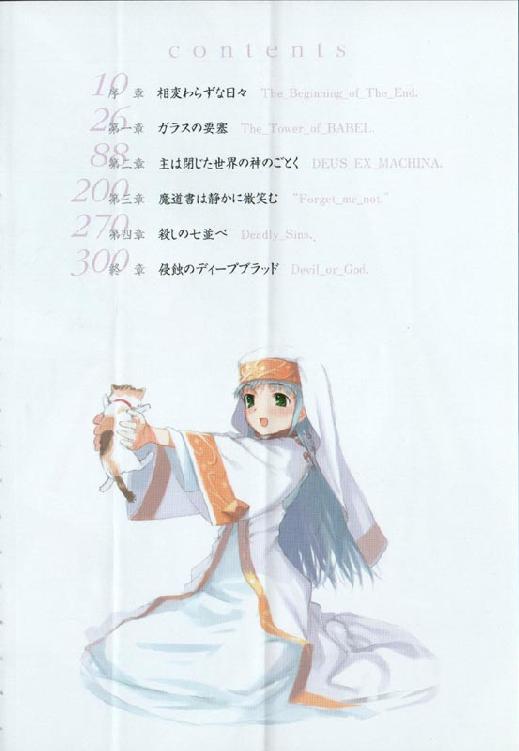 contents
10 序 章 相変わらずな日々 The_Beginning_of_The_End.
26 第一章 ガラスの要塞 The_Tower_of_BABEL.
88 第二章 主は閉じた世界の神のごとく DEUS_EX_MACHINA.
200 第三章 魔道書は静かに微笑む "Forget_me_not."
270 第四章 殺しの七並べ Deadly_Sins.
300 終 章 侵蝕のディープブラッド Devil_or_God.